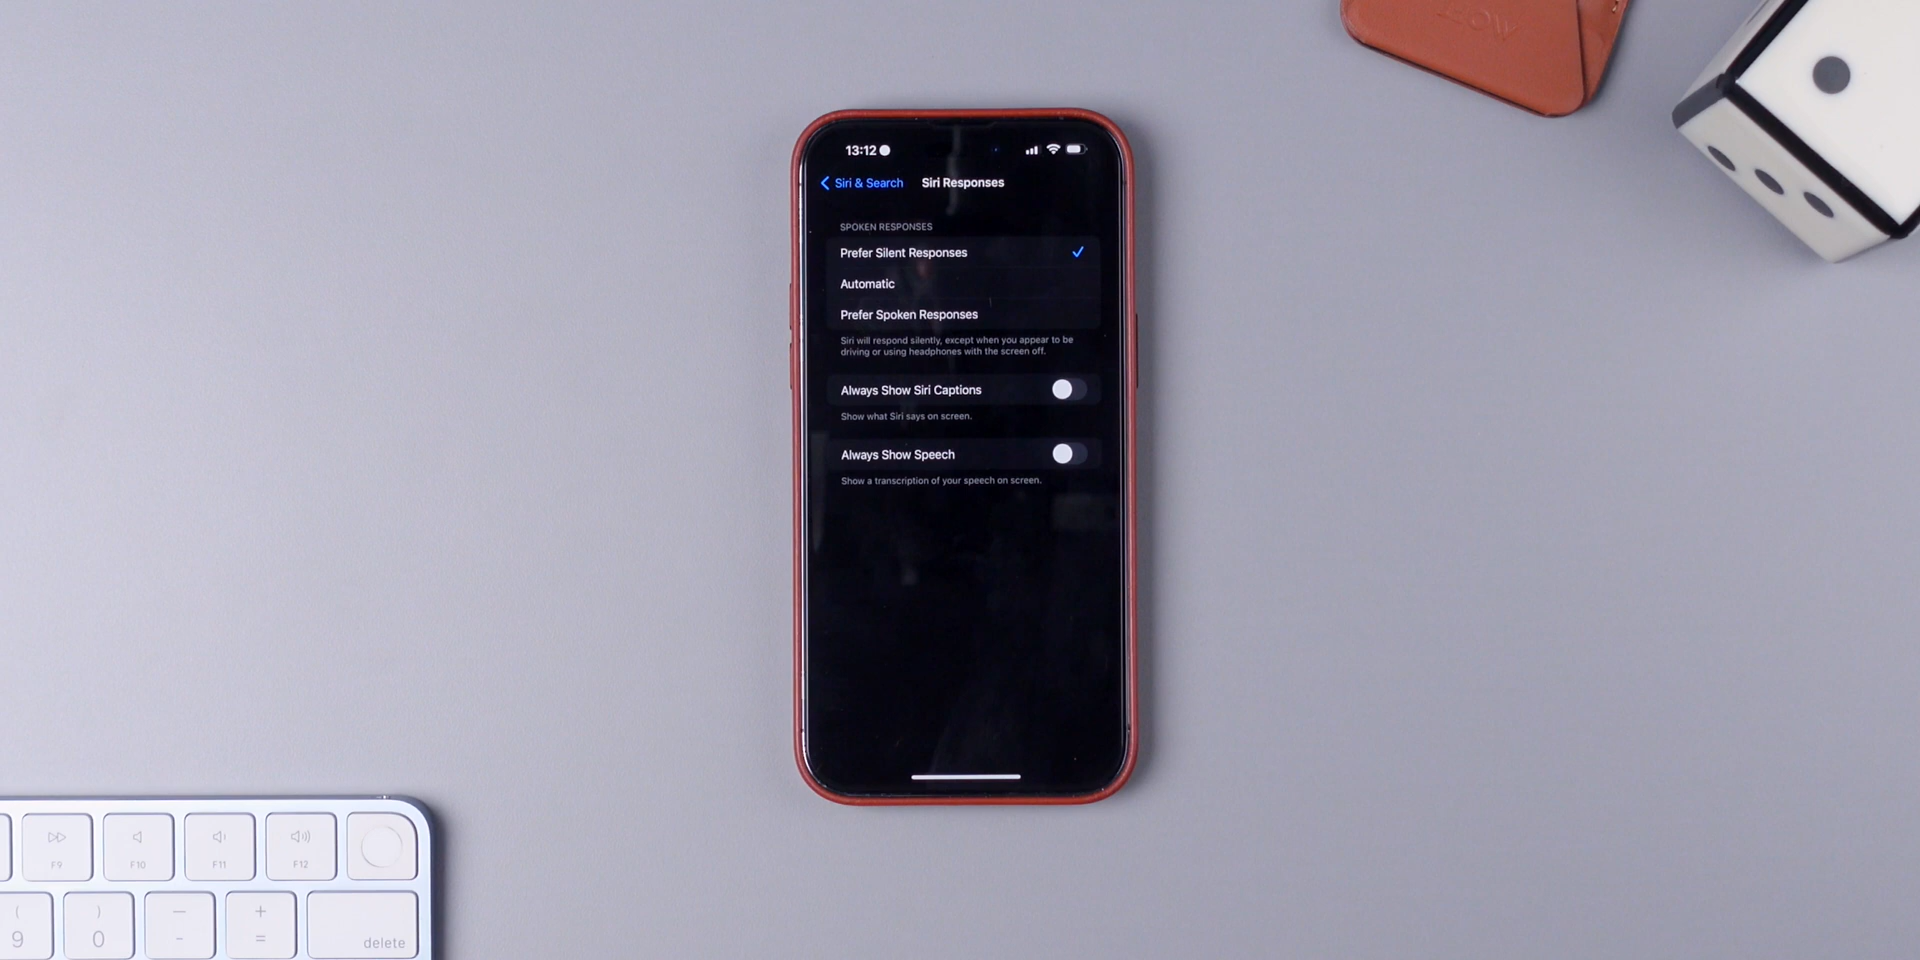 13:12
Siri & Search
Siri Responses
SPOKEN RESPONSES
Prefer Silent Responses
Automatic
Prefer Spoken Responses
Siri will respond silently, except when you appear to be
driving or using headphones with the screen off.
Always Show Siri Captions
Show what Siri says on screen.
Always Show Speech
Show a transcription of your speech on screen.
F9
F10
F11
F12
( ) — +
9 0 - =
delete